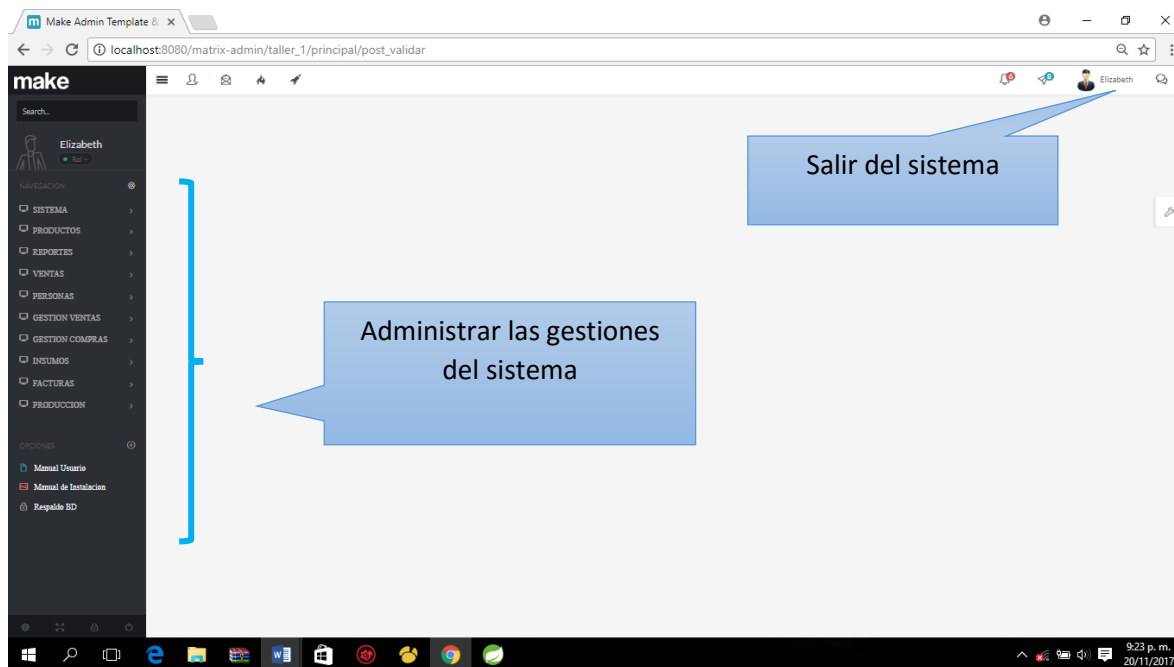 Make Admin Template &
localhost:8080/matrix-admin/taller_1/principal/post_validar
make
Search...
Elizabeth
Rol
NAVEGACION
SISTEMA
PRODUCTOS
REPORTES
VENTAS
PERSONAS
GESTION VENTAS
GESTION COMPRAS
INSUMOS
FACTURAS
PRODUCCION
OPCIONES
Manual Usuario
Manual de Instalacion
Respaldo BD
Elizabeth
Salir del sistema
Administrar las gestiones
del sistema
9:23 p. m.
20/11/2017